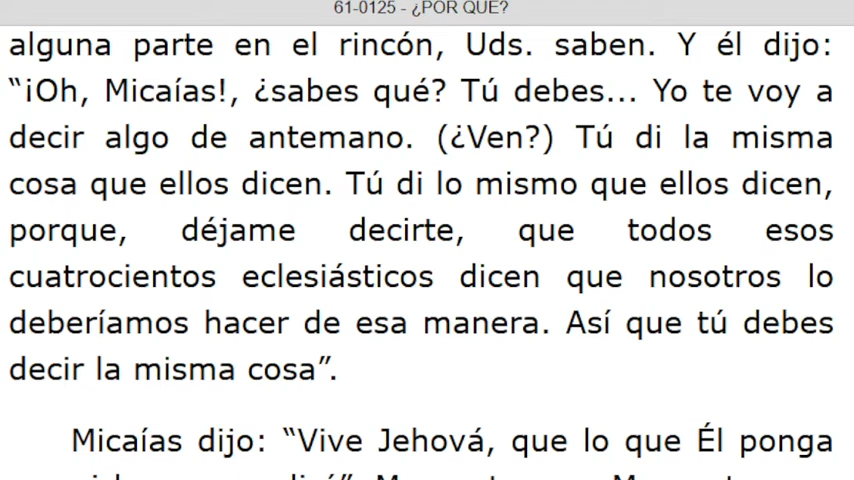 61-0125 - ¿POR QUÉ?
alguna parte en el rincón, Uds. saben. Y él dijo:
“¡Oh, Micaías!, ¿sabes qué? Tú debes... Yo te voy a
decir algo de antemano. (¿Ven?) Tú di la misma
cosa que ellos dicen. Tú di lo mismo que ellos dicen,
porque, déjame decirte, que todos esos
cuatrocientos eclesiásticos dicen que nosotros lo
deberíamos hacer de esa manera. Así que tú debes
decir la misma cosa”.
Micaías dijo: “Vive Jehová, que lo que Él ponga